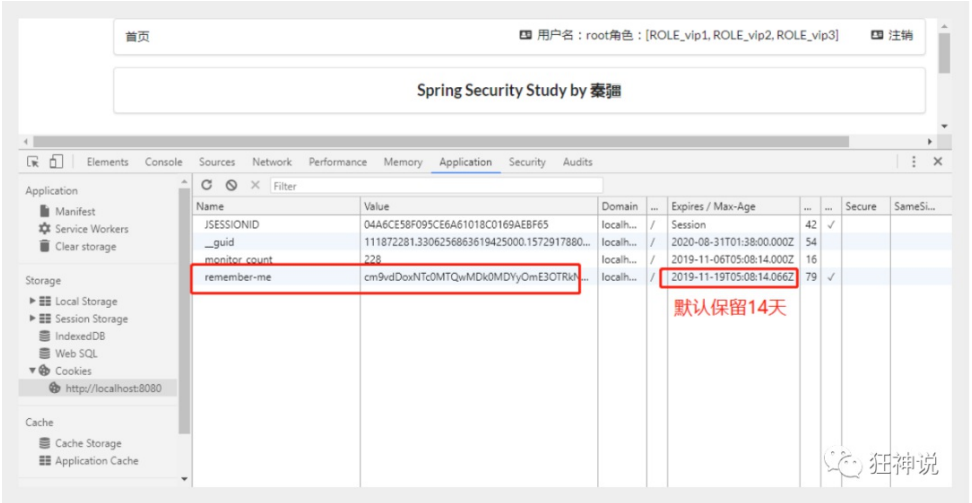 首页 用户名：root角色：[ROLE_vip1, ROLE_vip2, ROLE_vip3] 注销
Spring Security Study by 秦疆
Elements Console Sources Network Performance Memory Application Security Audits
Application
Manifest
Service Workers
Clear storage
Storage
Local Storage
Session Storage
IndexedDB
Web SQL
Cookies
http://localhost:8080
Cache
Cache Storage
Application Cache
Filter
Name Value Domain ... Expires / Max-Age ... ... Secure SameSi...
JSESSIONID 04A6CE58F095CE6A61018C0169AEBF65 localh... / Session 42 ✓
__guid 111872281.3306256863619425000.1572917880... localh... / 2020-08-31T01:38:00.000Z 54
monitor_count 228 localh... / 2019-11-06T05:08:14.000Z 16
remember-me cm9vdDoxNTc0MTQwMDk0MDYyOmE3OTRkN... localh... / 2019-11-19T05:08:14.066Z 79 ✓
默认保留14天
狂神说